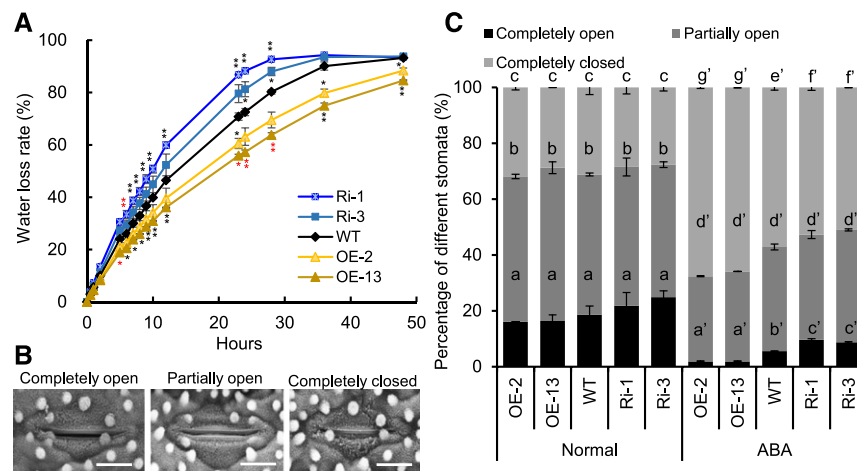 A
Water loss rate (%)
100
80
60
40
20
0
0 10 20 30 40 50
Hours
Ri-1
Ri-3
WT
OE-2
OE-13
B
Completely open Partially open Completely closed
C
Completely open Partially open
Completely closed
Percentage of different stomata (%)
100
80
60
40
20
0
c c c c c g’ g’ e’ f’ f’
b b b b b d’ d’ d’ d’ d’
a a a a a a’ a’ b’ c’ c’
OE-2 OE-13 WT Ri-1 Ri-3 OE-2 OE-13 WT Ri-1 Ri-3
Normal ABA